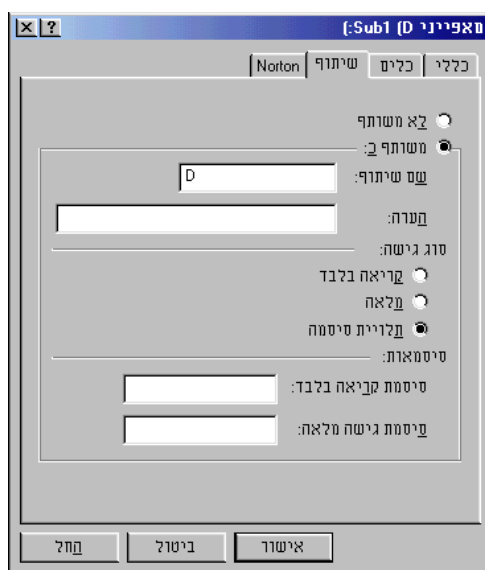 מאפייני Sub1 (D:)
כללי כלים שיתוף Norton
לא משותף
משותף כ:
שם שיתוף: D
הערה:
סוג גישה:
קריאה בלבד
מלאה
תלויית סיסמה
סיסמאות:
סיסמת קריאה בלבד:
סיסמת גישה מלאה:
אישור ביטול החל